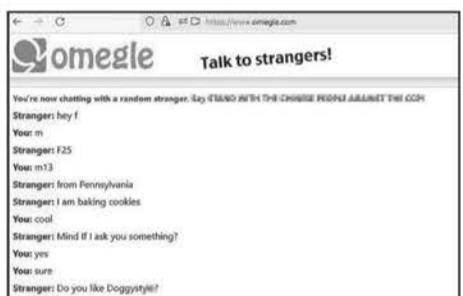 https://www.omegle.com
omegle
Talk to strangers!
You're now chatting with a random stranger. Say STAND WITH THE CHINESE PEOPLE AGAINST THE
Stranger: hey f
You: m
Stranger: F25
You: m13
Stranger: from Pennsylvania
Stranger: I am baking cookies
You: cool
Stranger: Mind If I ask you something?
You: yes
You: sure
Stranger: Do you like Doggystyle?